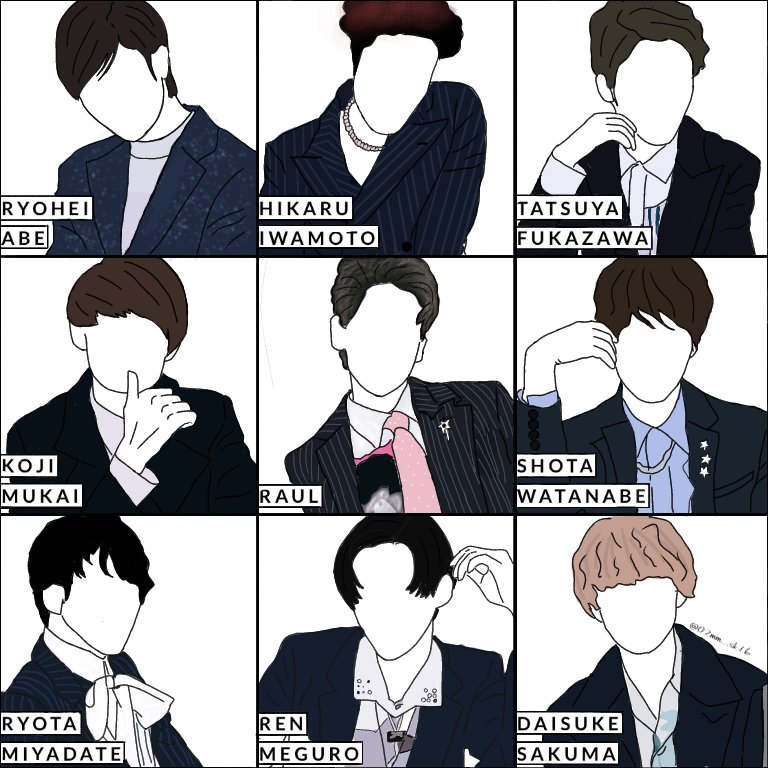 RYOHEI
ABE
HIKARU
IWAMOTO
TATSUYA
FUKAZAWA
KOJI
MUKAI
RAUL
SHOTA
WATANABE
RYOTA
MIYADATE
REN
MEGURO
DAISUKE
SAKUMA